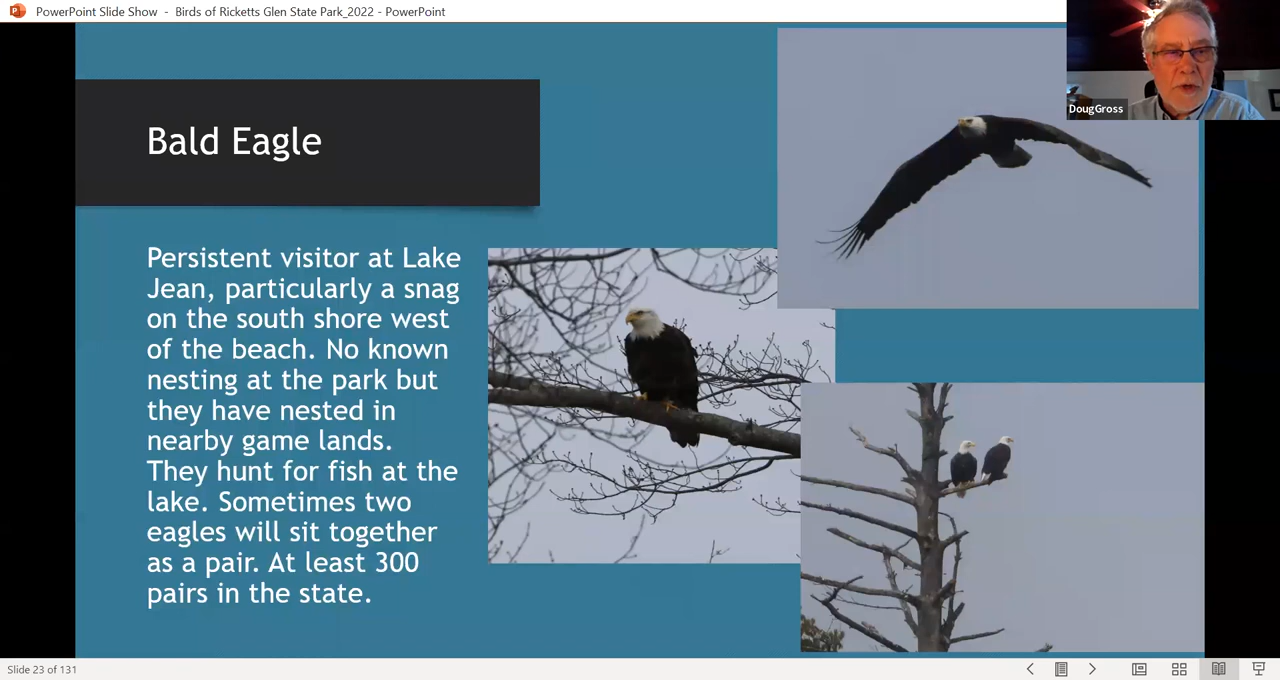 PowerPoint Slide Show - Birds of Ricketts Glen State Park_2022 - PowerPoint
DougGross
Bald Eagle
Persistent visitor at Lake
Jean, particularly a snag
on the south shore west
of the beach. No known
nesting at the park but
they have nested in
nearby game lands.
They hunt for fish at the
lake. Sometimes two
eagles will sit together
as a pair. At least 300
pairs in the state.
Slide 23 of 131